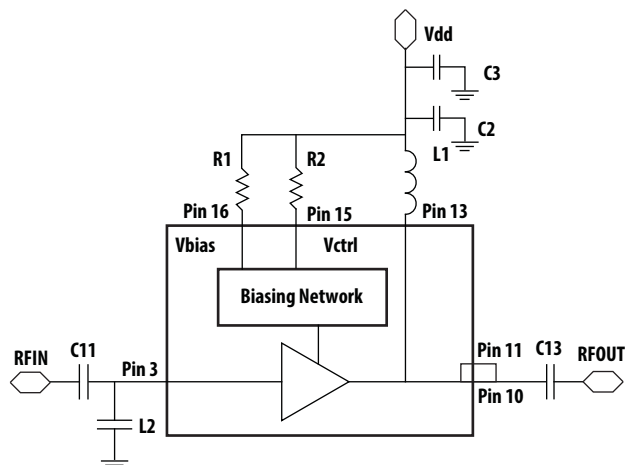 Vdd
C3
C2
R1
R2
L1
Pin 16
Pin 15
Pin 13
Vbias
Vctrl
Biasing Network
RFIN
C11
Pin 3
Pin 11
C13
RFOUT
Pin 10
L2